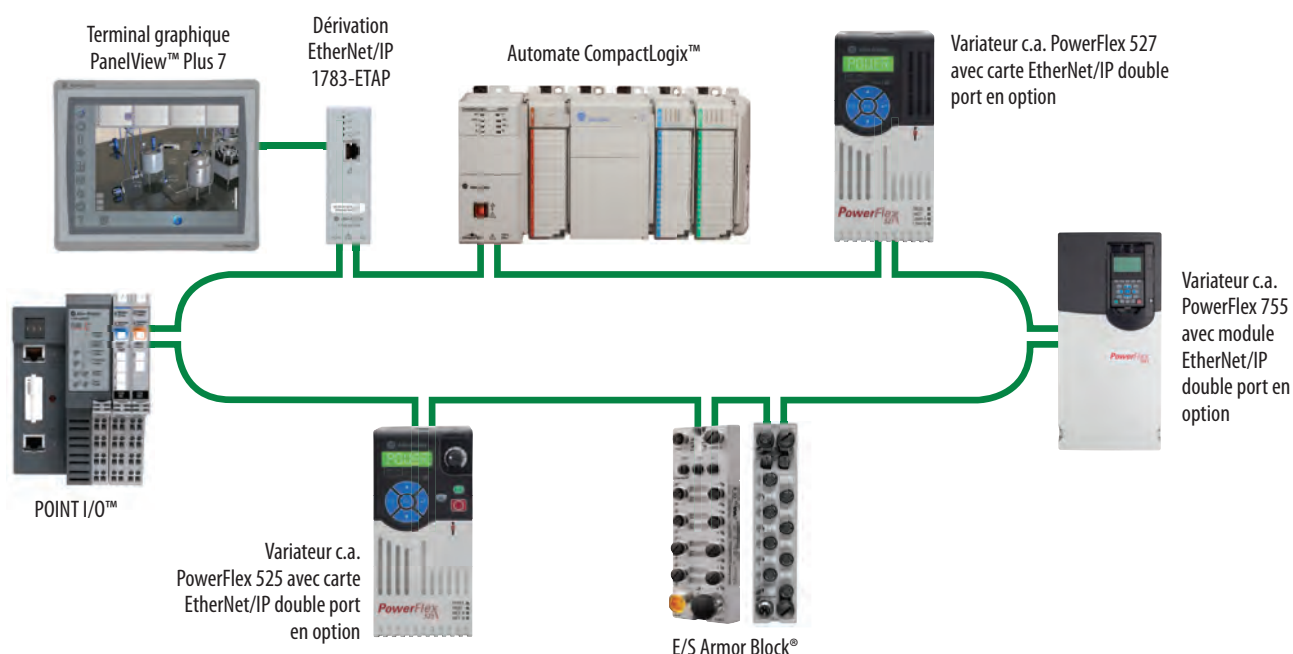 Terminal graphique
PanelView™ Plus 7
Dérivation
EtherNet/IP
1783-ETAP
Automate CompactLogix™
Variateur c.a. PowerFlex 527
avec carte EtherNet/IP double
port en option
POWER
PowerFlex
Variateur c.a.
PowerFlex 755
avec module
EtherNet/IP
double port en
option
PowerFlex
POINT I/O™
Variateur c.a.
PowerFlex 525 avec carte
EtherNet/IP double port
en option
POWER
PowerFlex
E/S Armor Block®